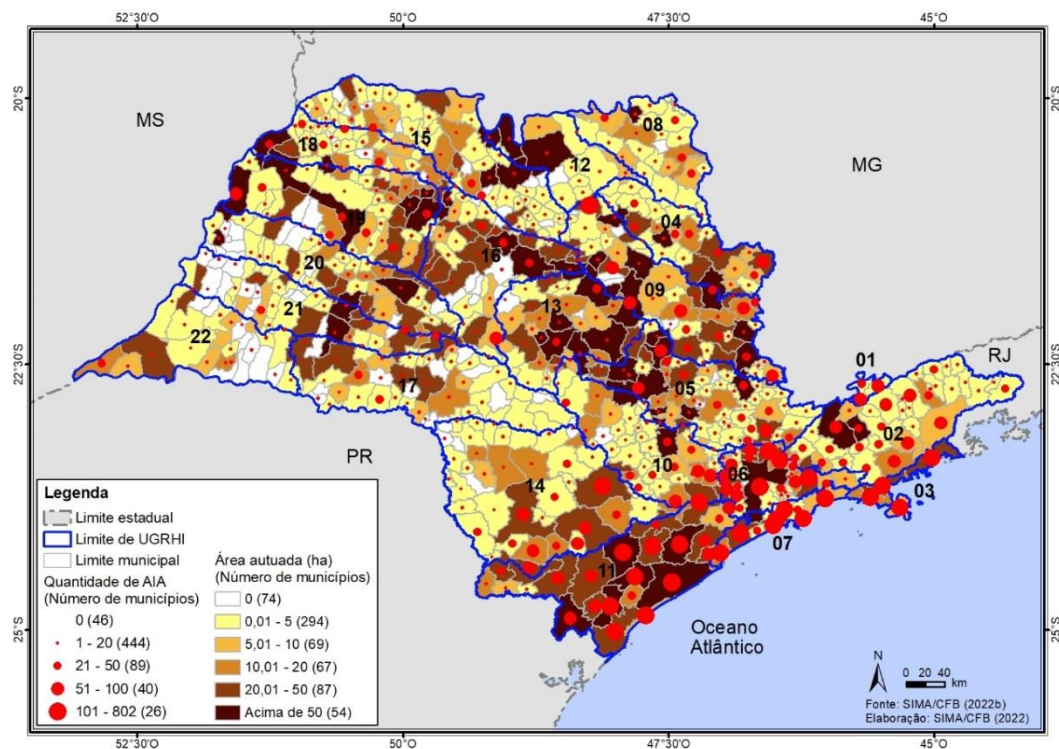 52°30'W
50°W
47°30'W
45°W
20°S
20°S
MS
08
15
18
12
MG
04
19
16
20
09
13
21
22
22°30'S
22°30'S
01
RJ
05
17
02
10
06
03
PR
14
07
11
Legenda
Limite estadual
Limite de UGRHI
Limite municipal
Quantidade de AIA
(Número de municípios)
0 (46)
1 - 20 (444)
21 - 50 (89)
51 - 100 (40)
101 - 802 (26)
Área autuada (ha)
(Número de municípios)
0 (74)
0,01 - 5 (294)
5,01 - 10 (69)
10,01 - 20 (67)
20,01 - 50 (87)
Acima de 50 (54)
25°S
25°S
Oceano
Atlântico
N
0 20 40
km
Fonte: SIMA/CFB (2022b)
Elaboração: SIMA/CFB (2022)
52°30'W
50°W
47°30'W
45°W